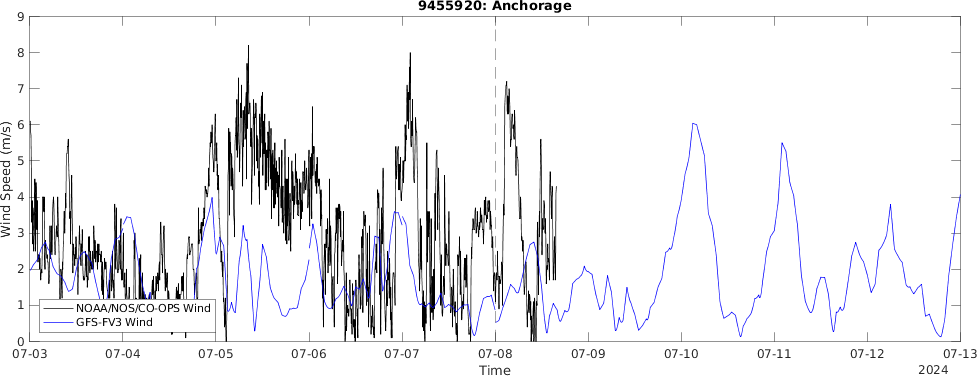 9455920: Anchorage
9
8
7
6
5
4
3
2
1
0
Wind Speed (m/s)
NOAA/NOS/CO-OPS Wind
GFS-FV3 Wind
07-03 07-04 07-05 07-06 07-07 07-08 07-09 07-10 07-11 07-12 07-13
Time
2024